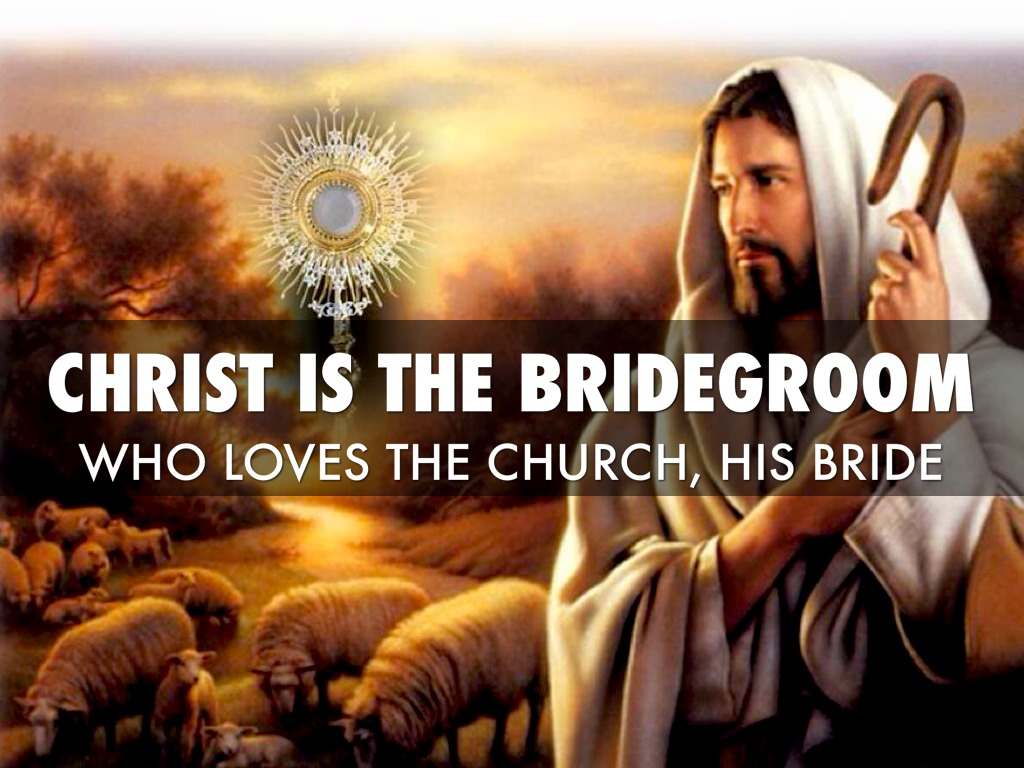 CHRIST IS THE BRIDEGROOM
WHO LOVES THE CHURCH, HIS BRIDE